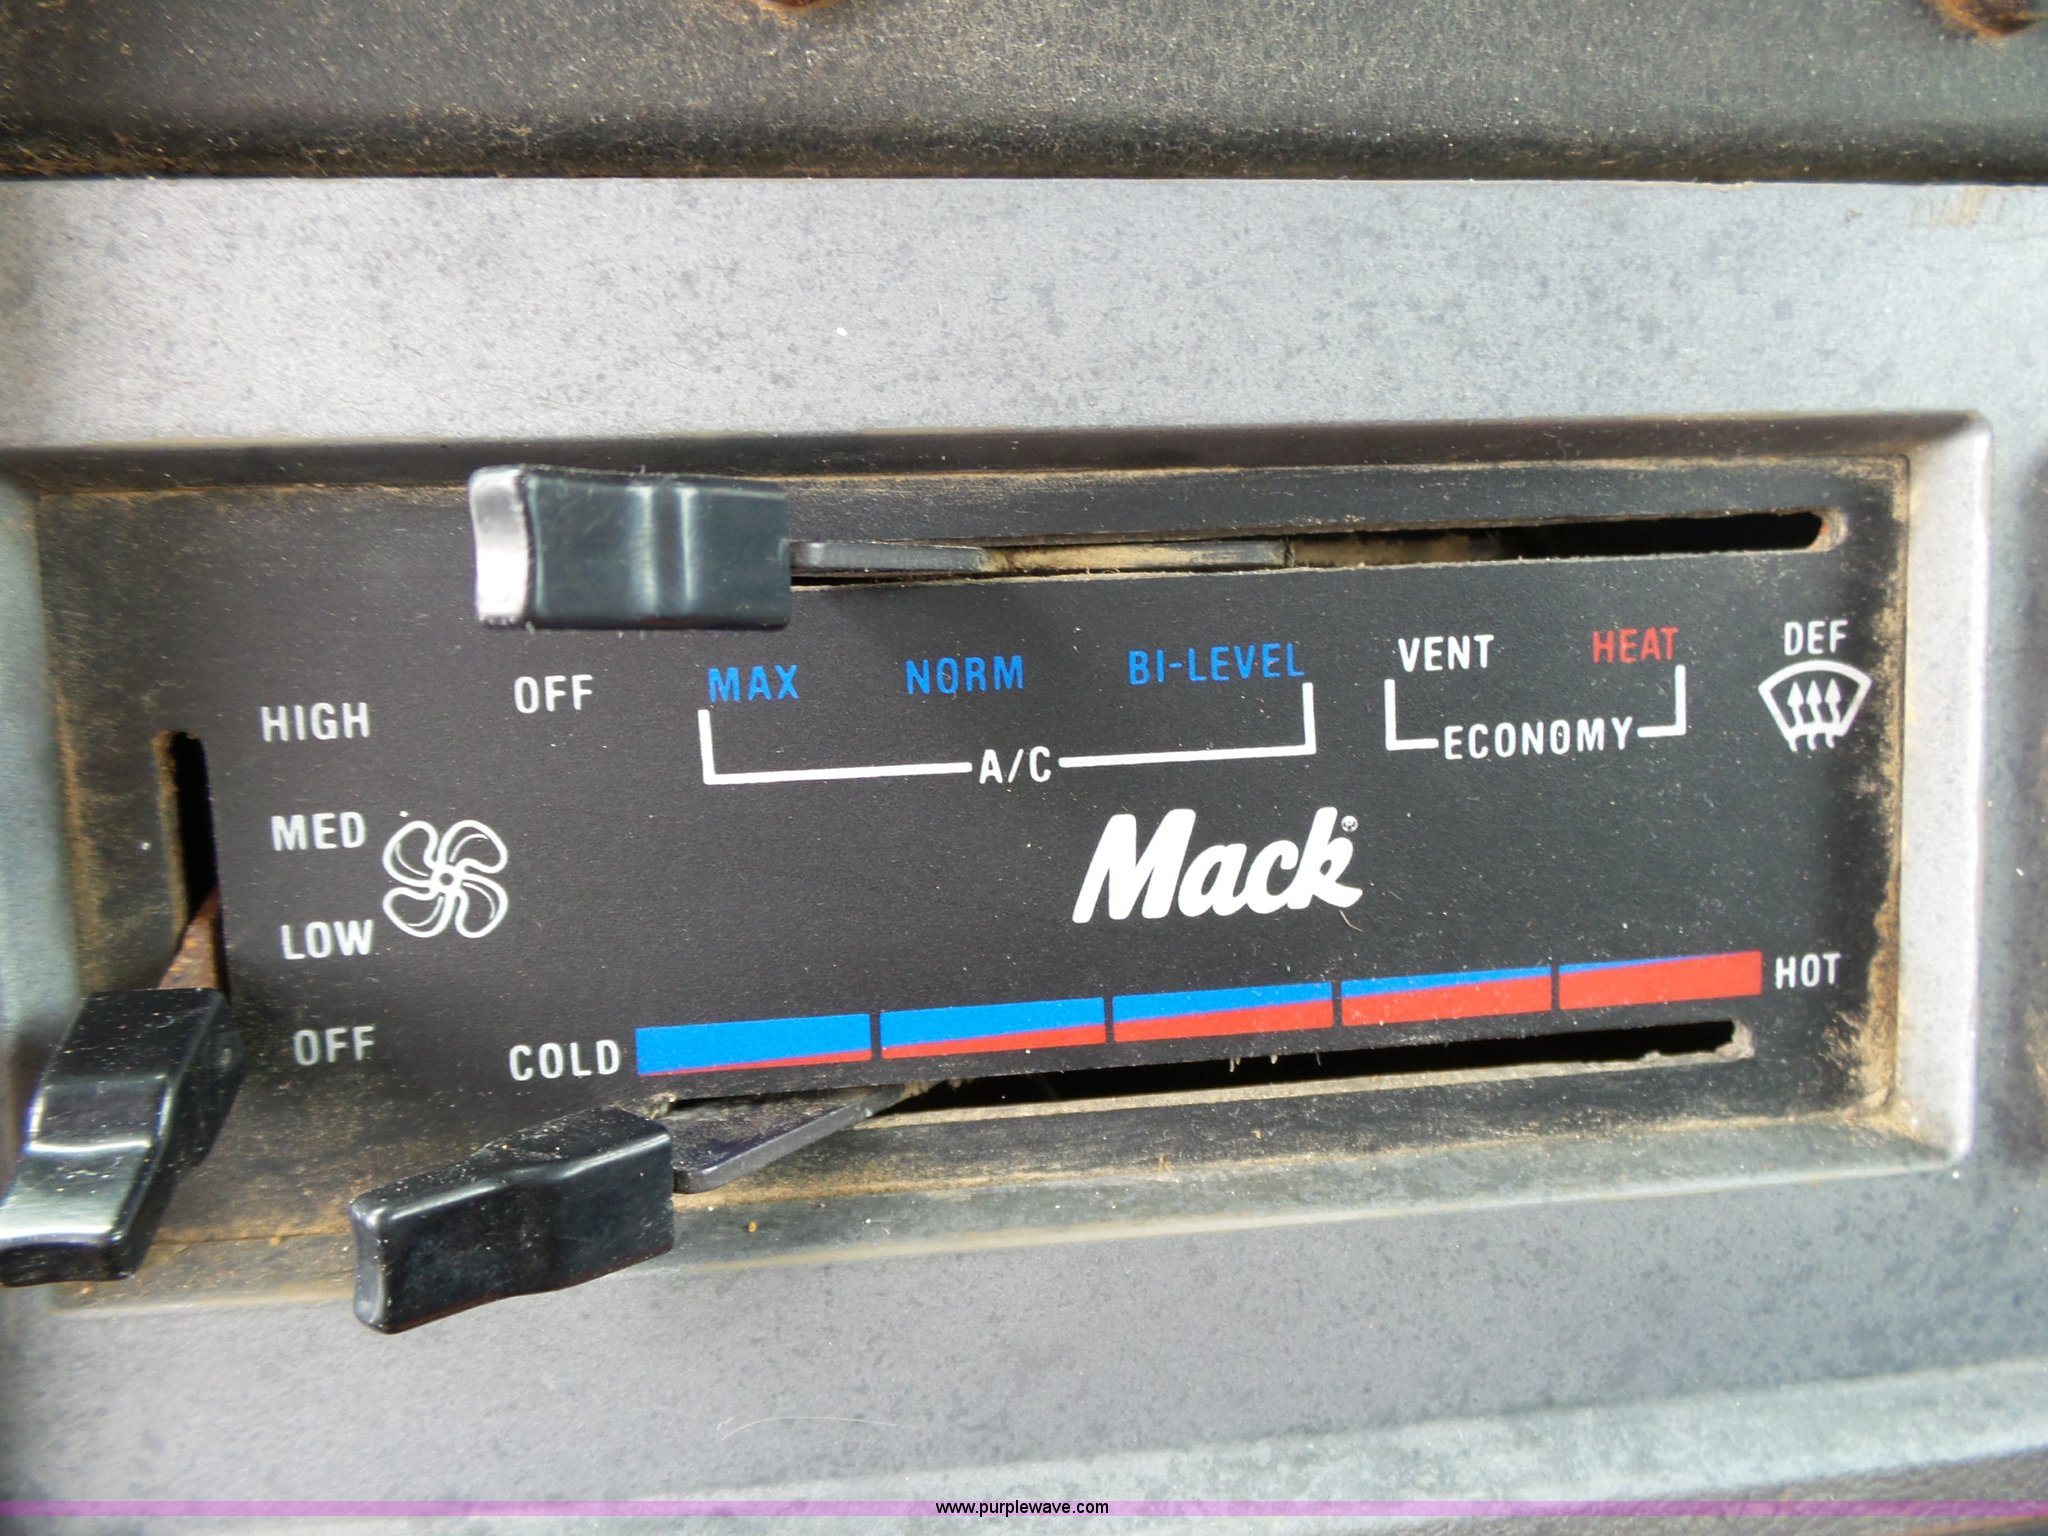 OFF MAX NORM BI-LEVEL VENT HEAT DEF
A/C ECONOMY
HIGH
MED
LOW
OFF
Mack®
COLD HOT
www.purplewave.com